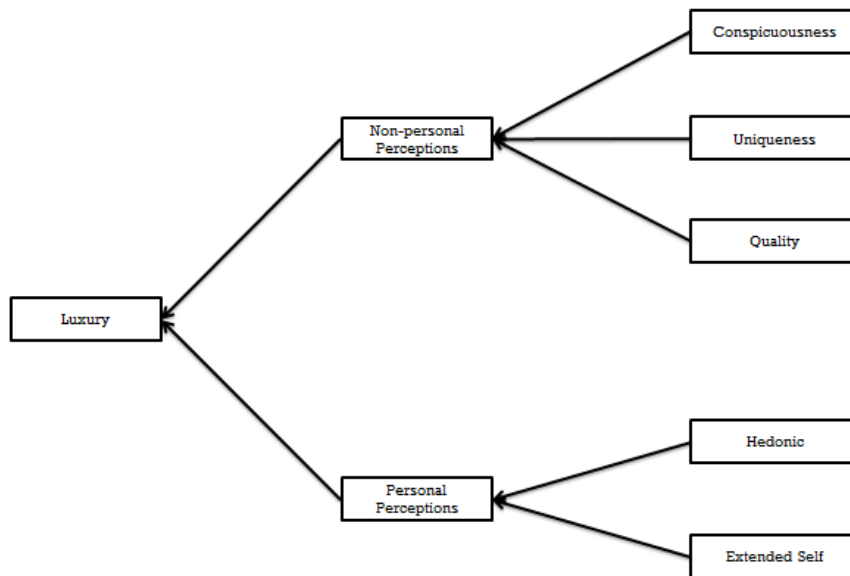 Conspicuousness
Non-personal
Perceptions
Uniqueness
Quality
Luxury
Hedonic
Personal
Perceptions
Extended Self